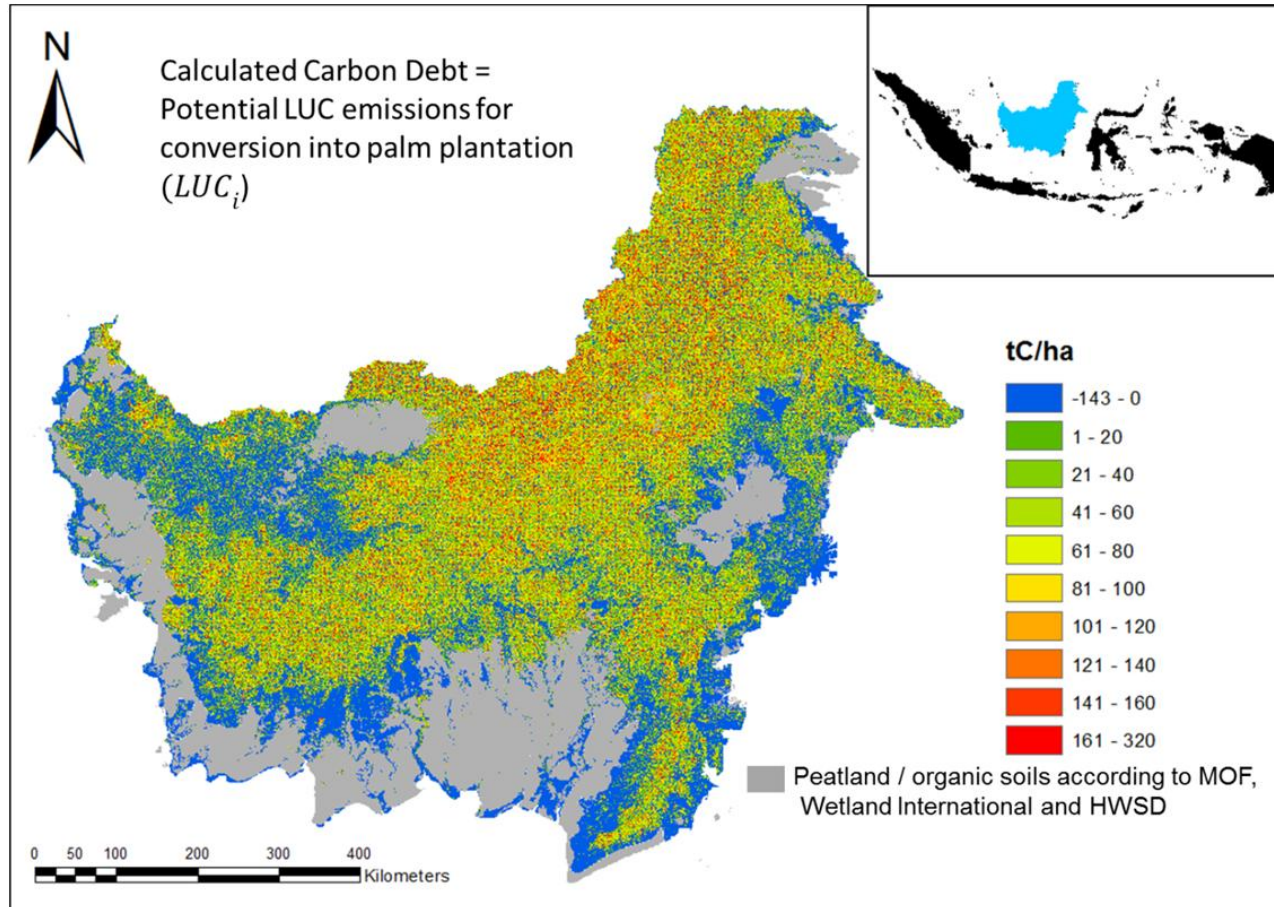 N
Calculated Carbon Debt =
Potential LUC emissions for
conversion into palm plantation
(LUCᵢ)
tC/ha
-143 - 0
1 - 20
21 - 40
41 - 60
61 - 80
81 - 100
101 - 120
121 - 140
141 - 160
161 - 320
Peatland / organic soils according to MOF,
Wetland International and HWSD
0 50 100 200 300 400
Kilometers